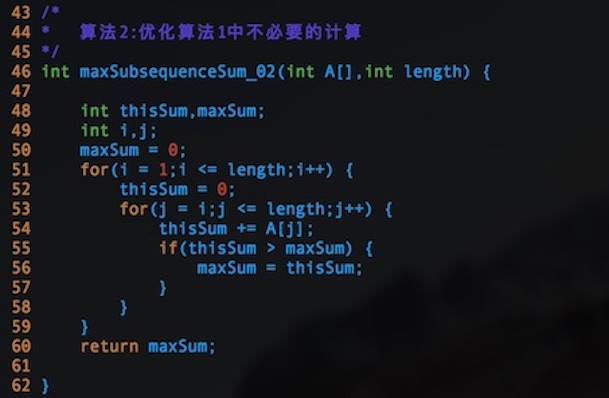 43 /*
44 *   算法2:优化算法1中不必要的计算
45 */
46 int maxSubsequenceSum_02(int A[],int length) {
47
48     int thisSum,maxSum;
49     int i,j;
50     maxSum = 0;
51     for(i = 1;i <= length;i++) {
52         thisSum = 0;
53         for(j = i;j <= length;j++) {
54             thisSum += A[j];
55             if(thisSum > maxSum) {
56                 maxSum = thisSum;
57             }
58         }
59     }
60     return maxSum;
61
62 }